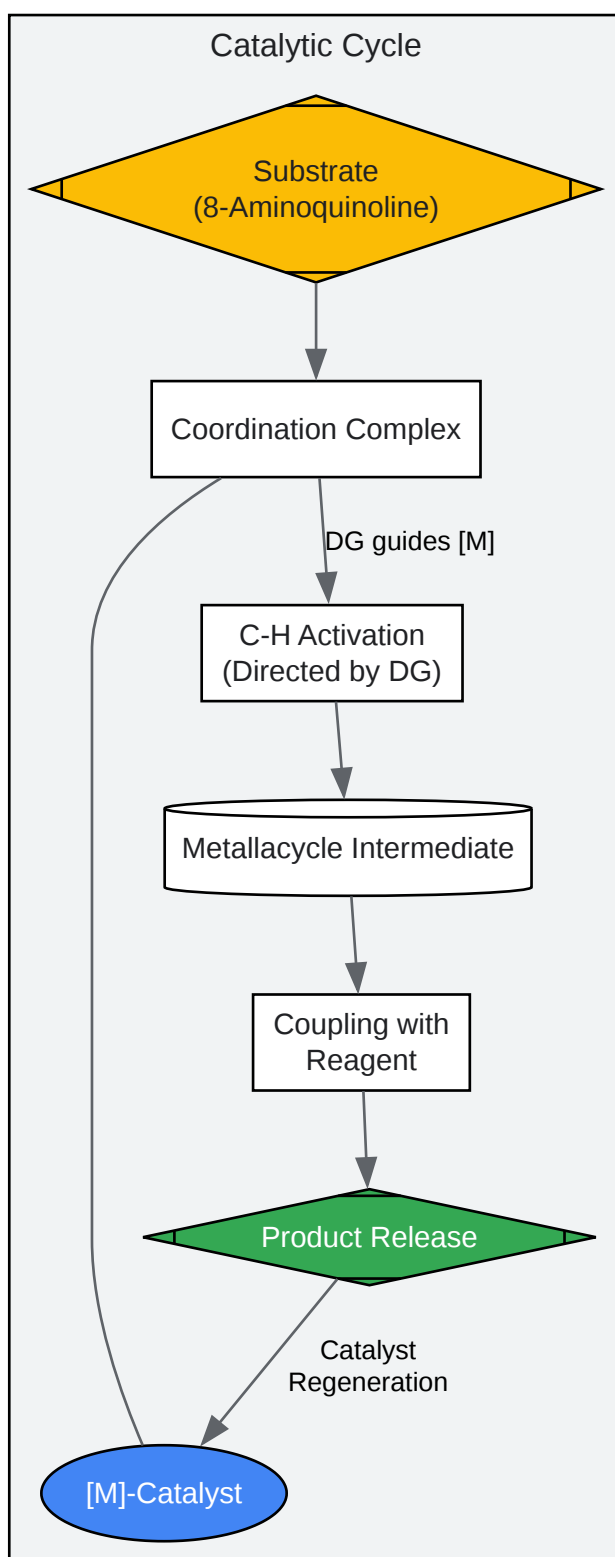 Catalytic Cycle
Substrate
(8-Aminoquinoline)
Coordination Complex
DG guides [M]
C-H Activation
(Directed by DG)
Metallacycle Intermediate
Coupling with
Reagent
Product Release
Catalyst
Regeneration
[M]-Catalyst